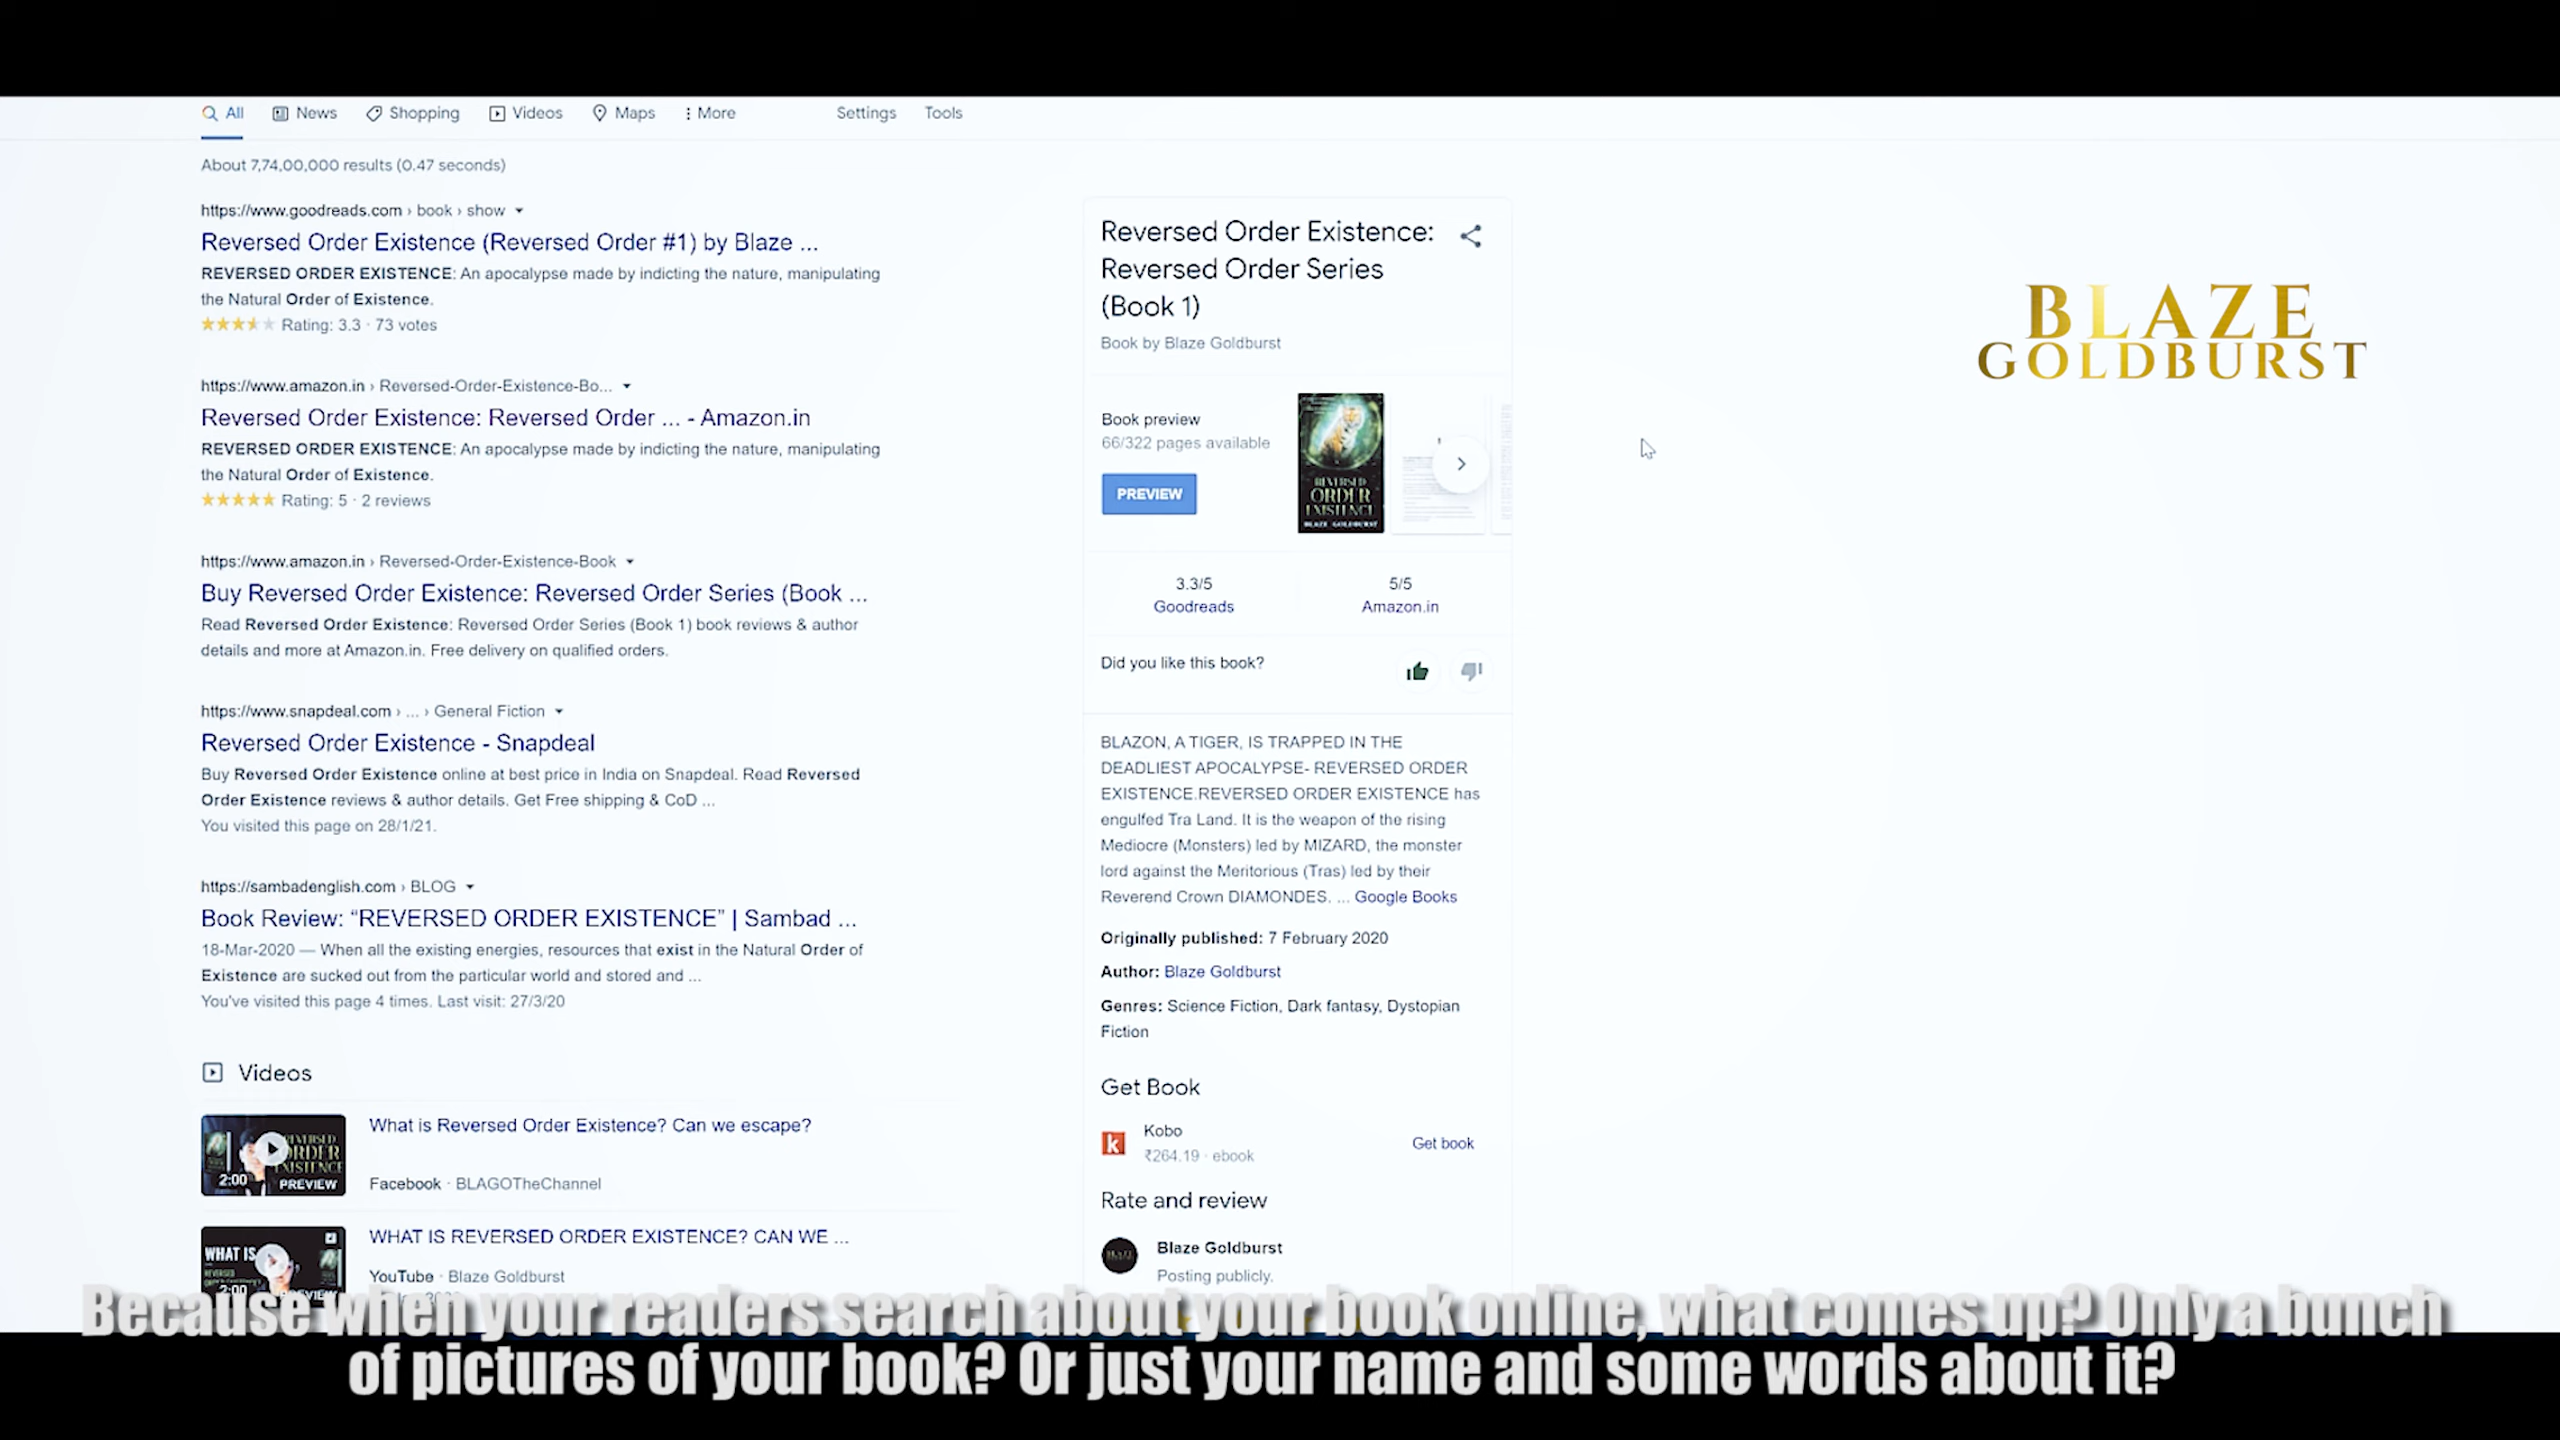 All News Shopping Videos Maps More Settings Tools
About 7,74,00,000 results (0.47 seconds)
https://www.goodreads.com › book › show
Reversed Order Existence (Reversed Order #1) by Blaze ...
REVERSED ORDER EXISTENCE: An apocalypse made by indicting the nature, manipulating
the Natural Order of Existence.
Rating: 3.3 · 73 votes
https://www.amazon.in › Reversed-Order-Existence-Bo...
Reversed Order Existence: Reversed Order ... - Amazon.in
REVERSED ORDER EXISTENCE: An apocalypse made by indicting the nature, manipulating
the Natural Order of Existence.
Rating: 5 · 2 reviews
https://www.amazon.in › Reversed-Order-Existence-Book
Buy Reversed Order Existence: Reversed Order Series (Book ...
Read Reversed Order Existence: Reversed Order Series (Book 1) book reviews & author
details and more at Amazon.in. Free delivery on qualified orders.
https://www.snapdeal.com › ... › General Fiction
Reversed Order Existence - Snapdeal
Buy Reversed Order Existence online at best price in India on Snapdeal. Read Reversed
Order Existence reviews & author details. Get Free shipping & CoD ...
You visited this page on 28/1/21.
https://sambadenglish.com › BLOG
Book Review: “REVERSED ORDER EXISTENCE” | Sambad ...
18-Mar-2020 — When all the existing energies, resources that exist in the Natural Order of
Existence are sucked out from the particular world and stored and ...
You've visited this page 4 times. Last visit: 27/3/20
Videos
REVERSED
ORDER
EXISTENCE
2:00 PREVIEW
What is Reversed Order Existence? Can we escape?
Facebook · BLAGOTheChannel
WHAT IS
2:00
WHAT IS REVERSED ORDER EXISTENCE? CAN WE ...
YouTube · Blaze Goldburst
Reversed Order Existence:
Reversed Order Series
(Book 1)
Book by Blaze Goldburst
Book preview
66/322 pages available
PREVIEW
REVERSED
ORDER
EXISTENCE
BLAZE GOLDBURST
3.3/5
Goodreads
5/5
Amazon.in
Did you like this book?
BLAZON, A TIGER, IS TRAPPED IN THE
DEADLIEST APOCALYPSE- REVERSED ORDER
EXISTENCE.REVERSED ORDER EXISTENCE has
engulfed Tra Land. It is the weapon of the rising
Mediocre (Monsters) led by MIZARD, the monster
lord against the Meritorious (Tras) led by their
Reverend Crown DIAMONDES. ... Google Books
Originally published: 7 February 2020
Author: Blaze Goldburst
Genres: Science Fiction, Dark fantasy, Dystopian
Fiction
Get Book
Kobo
₹264.19 · ebook
Get book
Rate and review
Blaze Goldburst
Posting publicly.
BLAZE
GOLDBURST
Because when your readers search about your book online, what comes up? Only a bunch
of pictures of your book? Or just your name and some words about it?